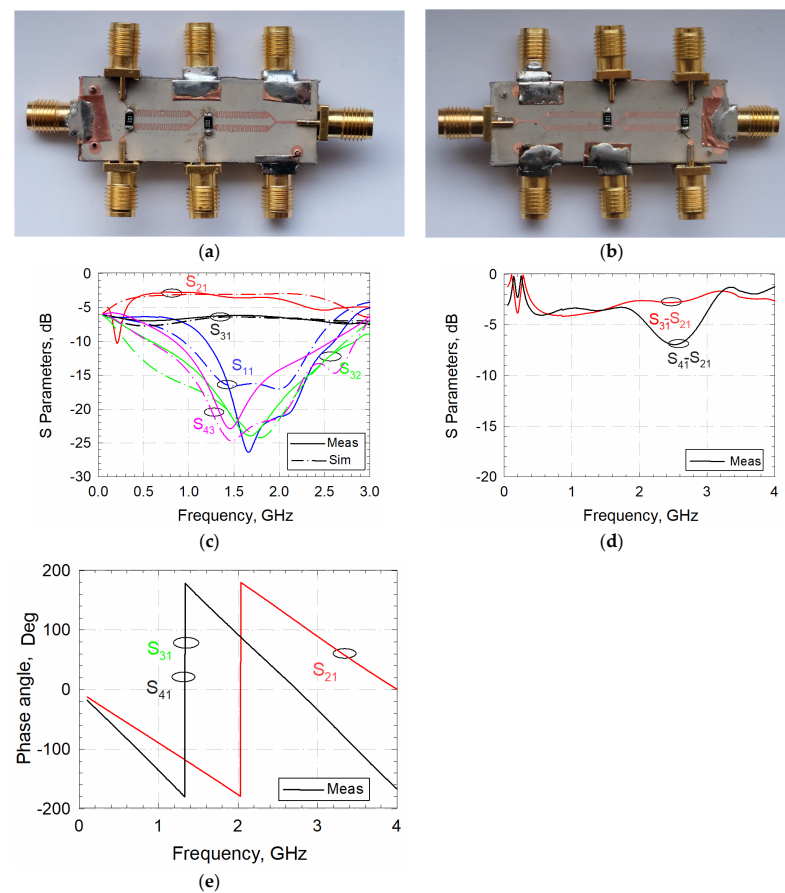 (a)
(b)
0
-5
-10
-15
-20
-25
-30
0.0
0.5
1.0
1.5
2.0
2.5
3.0
S Parameters, dB
Frequency, GHz
S21
S31
S11
S32
S43
Meas
Sim
(c)
0
-5
-10
-15
-20
0
1
2
3
4
S Parameters, dB
Frequency, GHz
S31-S21
S41-S21
Meas
(d)
200
100
0
-100
-200
0
1
2
3
4
Phase angle, Deg
Frequency, GHz
S31
S41
S21
Meas
(e)